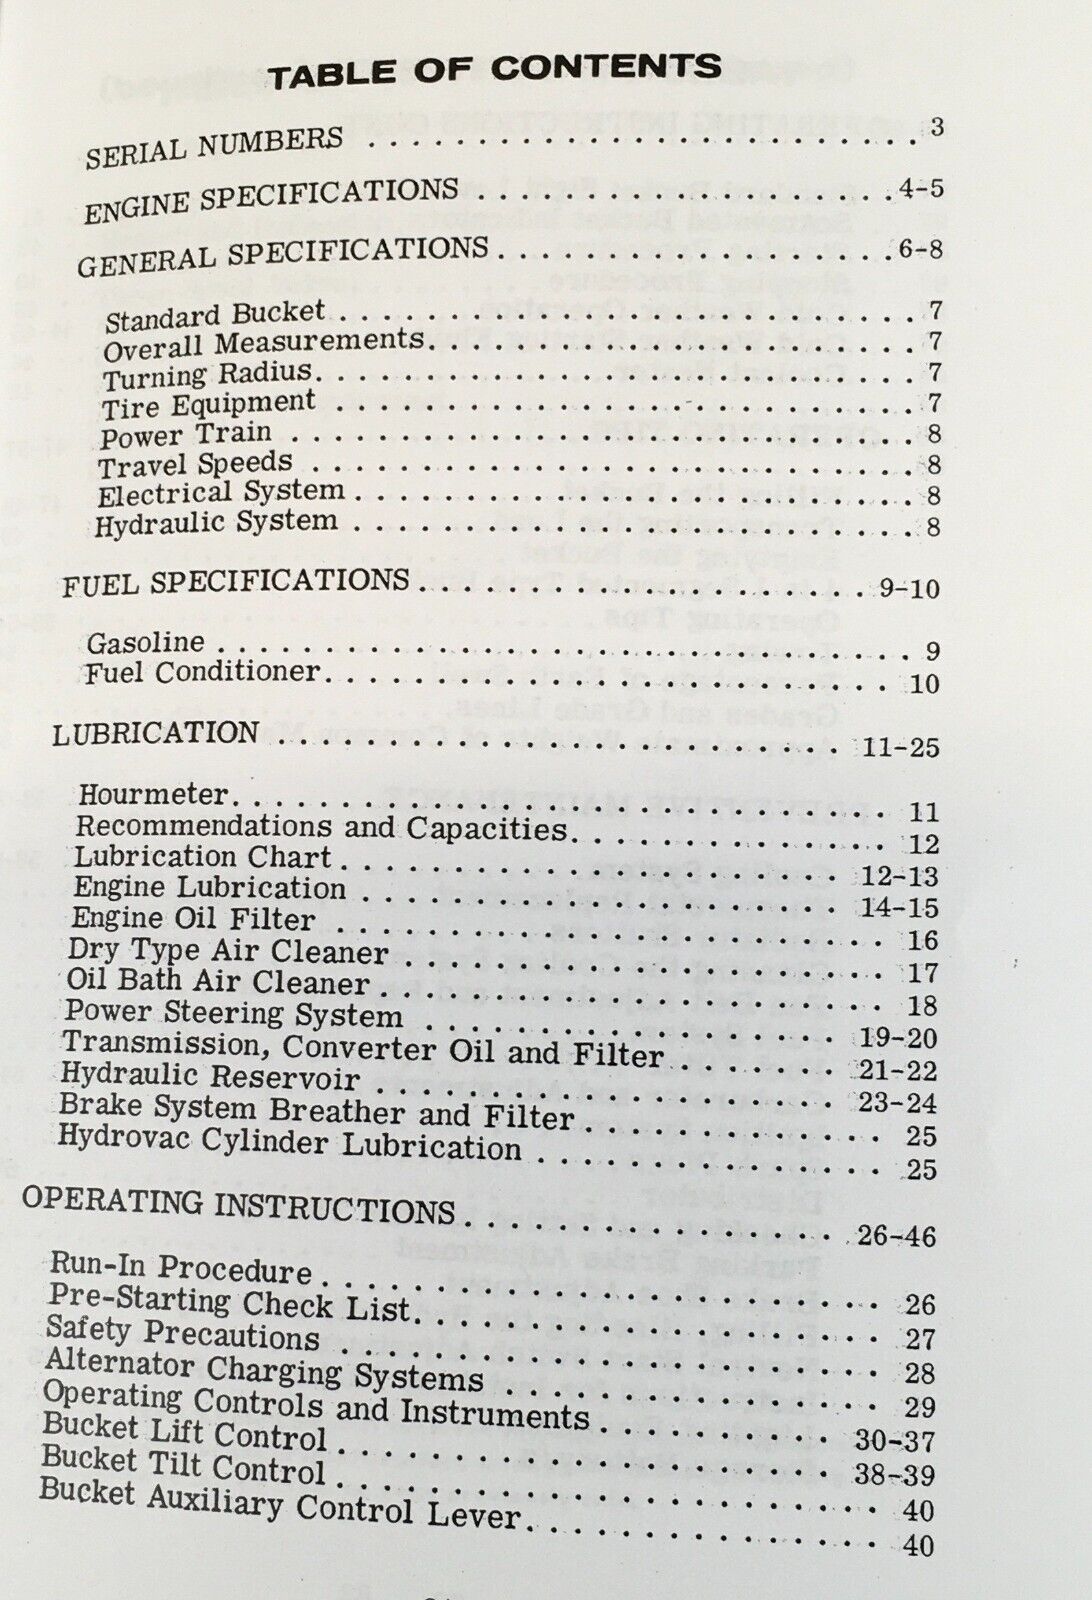 TABLE OF CONTENTS
SERIAL NUMBERS . . . . . . . . . . . . . . . . . . . . . . . . . . . 3
ENGINE SPECIFICATIONS . . . . . . . . . . . . . . . . . . . . 4-5
GENERAL SPECIFICATIONS . . . . . . . . . . . . . . . . . . . 6-8
Standard Bucket . . . . . . . . . . . . . . . . . . . . . . . . . . 7
Overall Measurements. . . . . . . . . . . . . . . . . . . . . . 7
Turning Radius. . . . . . . . . . . . . . . . . . . . . . . . . . . 7
Tire Equipment . . . . . . . . . . . . . . . . . . . . . . . . . . 7
Power Train . . . . . . . . . . . . . . . . . . . . . . . . . . . . 8
Travel Speeds . . . . . . . . . . . . . . . . . . . . . . . . . . . 8
Electrical System . . . . . . . . . . . . . . . . . . . . . . . . . 8
Hydraulic System . . . . . . . . . . . . . . . . . . . . . . . . . 8
FUEL SPECIFICATIONS . . . . . . . . . . . . . . . . . . . . . . 9-10
Gasoline . . . . . . . . . . . . . . . . . . . . . . . . . . . . . . . 9
Fuel Conditioner. . . . . . . . . . . . . . . . . . . . . . . . . . 10
LUBRICATION . . . . . . . . . . . . . . . . . . . . . . . . . . . 11-25
Hourmeter. . . . . . . . . . . . . . . . . . . . . . . . . . . . . 11
Recommendations and Capacities. . . . . . . . . . . . . . . 12
Lubrication Chart . . . . . . . . . . . . . . . . . . . . . . . 12-13
Engine Lubrication . . . . . . . . . . . . . . . . . . . . . . 14-15
Engine Oil Filter . . . . . . . . . . . . . . . . . . . . . . . . . 16
Dry Type Air Cleaner . . . . . . . . . . . . . . . . . . . . . . 17
Oil Bath Air Cleaner . . . . . . . . . . . . . . . . . . . . . . . 18
Power Steering System . . . . . . . . . . . . . . . . . . . 19-20
Transmission, Converter Oil and Filter . . . . . . . . 21-22
Hydraulic Reservoir . . . . . . . . . . . . . . . . . . . . . 23-24
Brake System Breather and Filter . . . . . . . . . . . . . . 25
Hydrovac Cylinder Lubrication . . . . . . . . . . . . . . . . 25
OPERATING INSTRUCTIONS . . . . . . . . . . . . . . . . . 26-46
Run-In Procedure . . . . . . . . . . . . . . . . . . . . . . . . 26
Pre-Starting Check List. . . . . . . . . . . . . . . . . . . . . 27
Safety Precautions . . . . . . . . . . . . . . . . . . . . . . . 28
Alternator Charging Systems . . . . . . . . . . . . . . . . . 29
Operating Controls and Instruments . . . . . . . . . . 30-37
Bucket Lift Control . . . . . . . . . . . . . . . . . . . . . . 38-39
Bucket Tilt Control . . . . . . . . . . . . . . . . . . . . . . . . 40
Bucket Auxiliary Control Lever. . . . . . . . . . . . . . . . 40